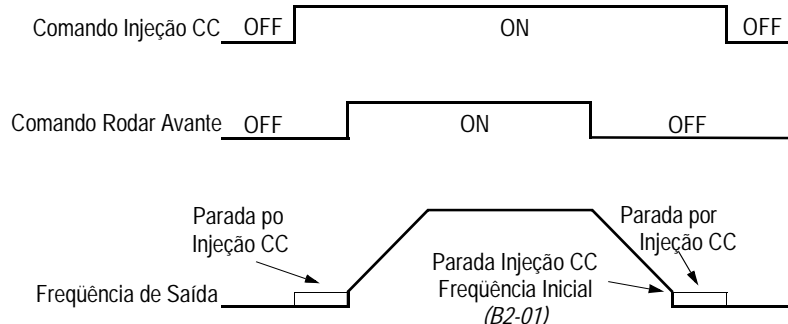 Comando Injeção CC OFF ON OFF
Comando Rodar Avante OFF ON OFF
Parada po
Injeção CC
Parada por
Injeção CC
Parada Injeção CC
Freqüência Inicial
(B2-01)
Freqüência de Saída